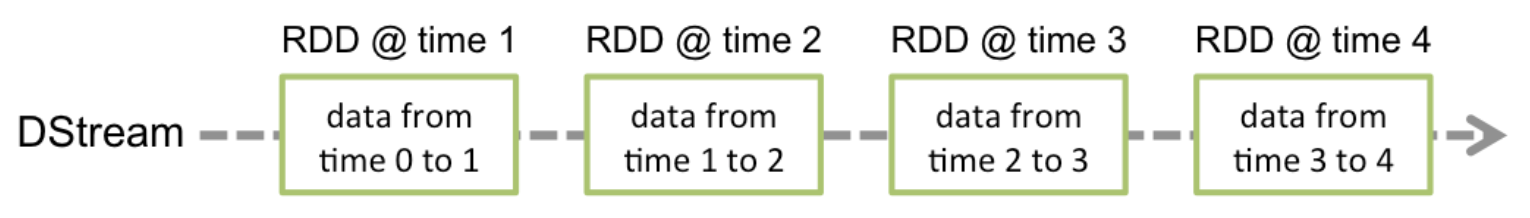 RDD @ time 1
RDD @ time 2
RDD @ time 3
RDD @ time 4
DStream
data from
time 0 to 1
data from
time 1 to 2
data from
time 2 to 3
data from
time 3 to 4